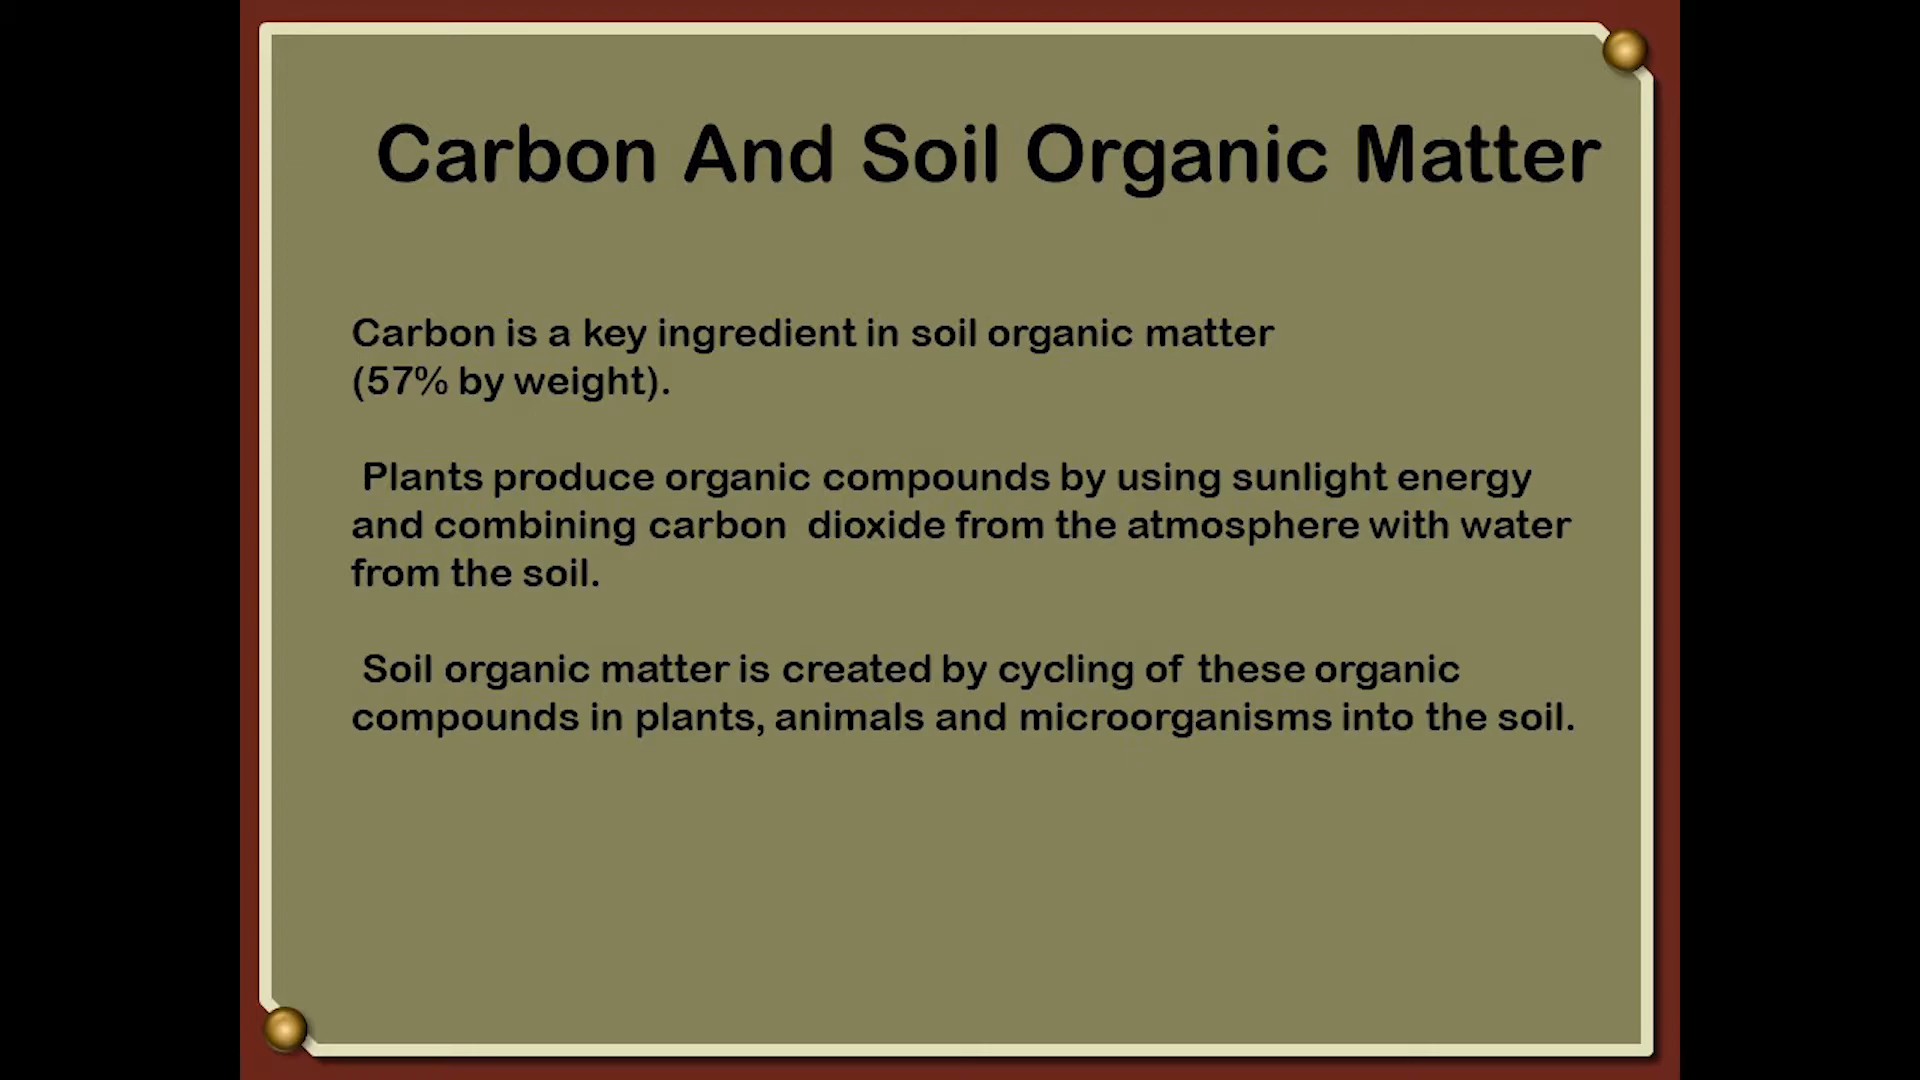 Carbon And Soil Organic Matter
Carbon is a key ingredient in soil organic matter
(57% by weight).
Plants produce organic compounds by using sunlight energy
and combining carbon dioxide from the atmosphere with water
from the soil.
Soil organic matter is created by cycling of these organic
compounds in plants, animals and microorganisms into the soil.